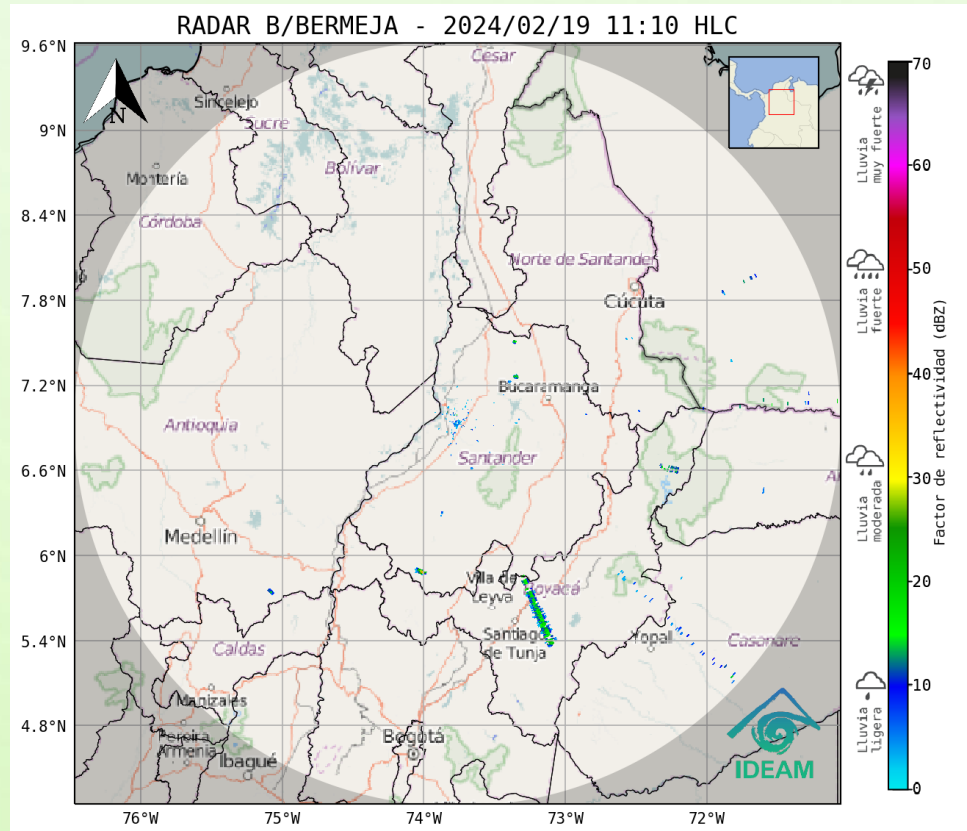 RADAR B/BERMEJA - 2024/02/19 11:10 HLC
9.6°N
9°N
8.4°N
7.8°N
7.2°N
6.6°N
6°N
5.4°N
4.8°N
76°W
75°W
74°W
73°W
72°W
N
Cesar
Sincelejo
Sucre
Bolívar
Montería
Córdoba
Norte de Santander
Cúcuta
Bucaramanga
Antioquia
Santander
Medellín
Villa de
Leyva
Boyacá
Santiago
de Tunja
Yopal
Casanare
Caldas
Manizales
Pereira
Armenia
Ibagué
Bogotá
IDEAM
70
60
50
40
30
20
10
0
Factor de reflectividad (dBZ)
Lluvia
muy fuerte
Lluvia
fuerte
Lluvia
moderada
Lluvia
ligera